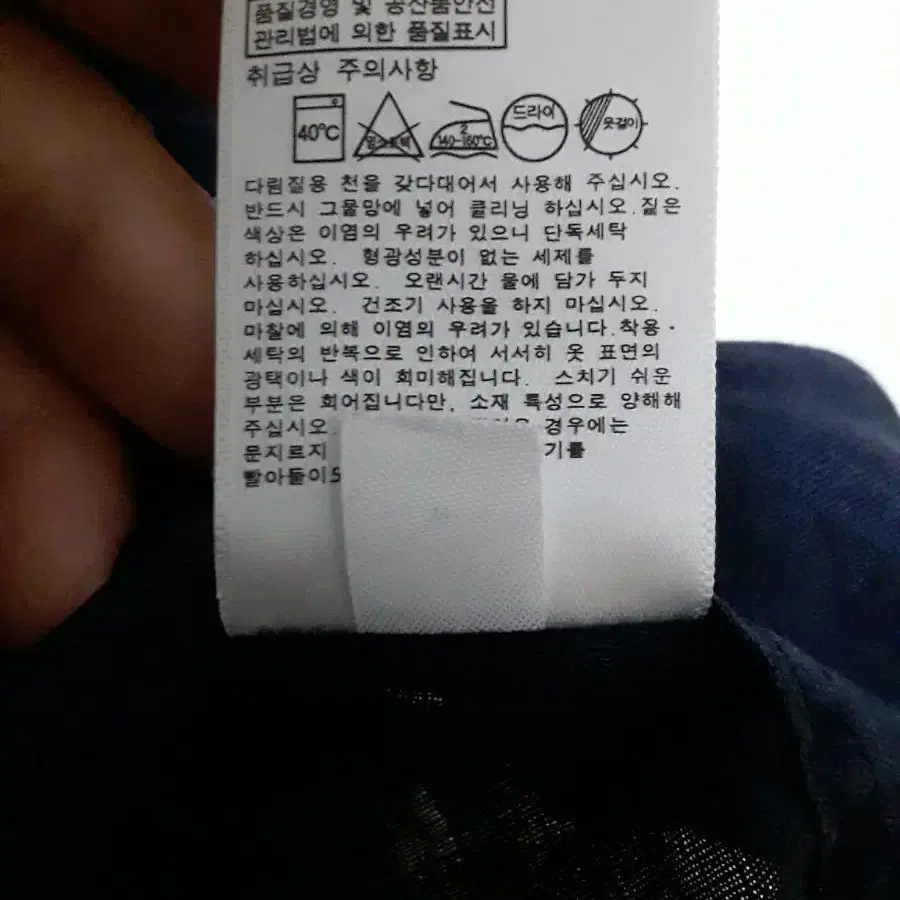 품질경영 및 공산품안전
관리법에 의한 품질표시
취급상 주의사항
40℃
2
140~160℃
드라이
옷걸이
다림질용 천을 갖다대어서 사용해 주십시오.
반드시 그물망에 넣어 클리닝 하십시오.짙은
색상은 이염의 우려가 있으니 단독세탁
하십시오. 형광성분이 없는 세제를
사용하십시오. 오랜시간 물에 담가 두지
마십시오. 건조기 사용을 하지 마십시오.
마찰에 의해 이염의 우려가 있습니다.착용·
세탁의 반복으로 인하여 서서히 옷 표면의
광택이나 색이 희미해집니다. 스치기 쉬운
부분은 희어집니다만, 소재 특성으로 양해해
주십시오. 경우에는
문지르지 기를
빨아들이